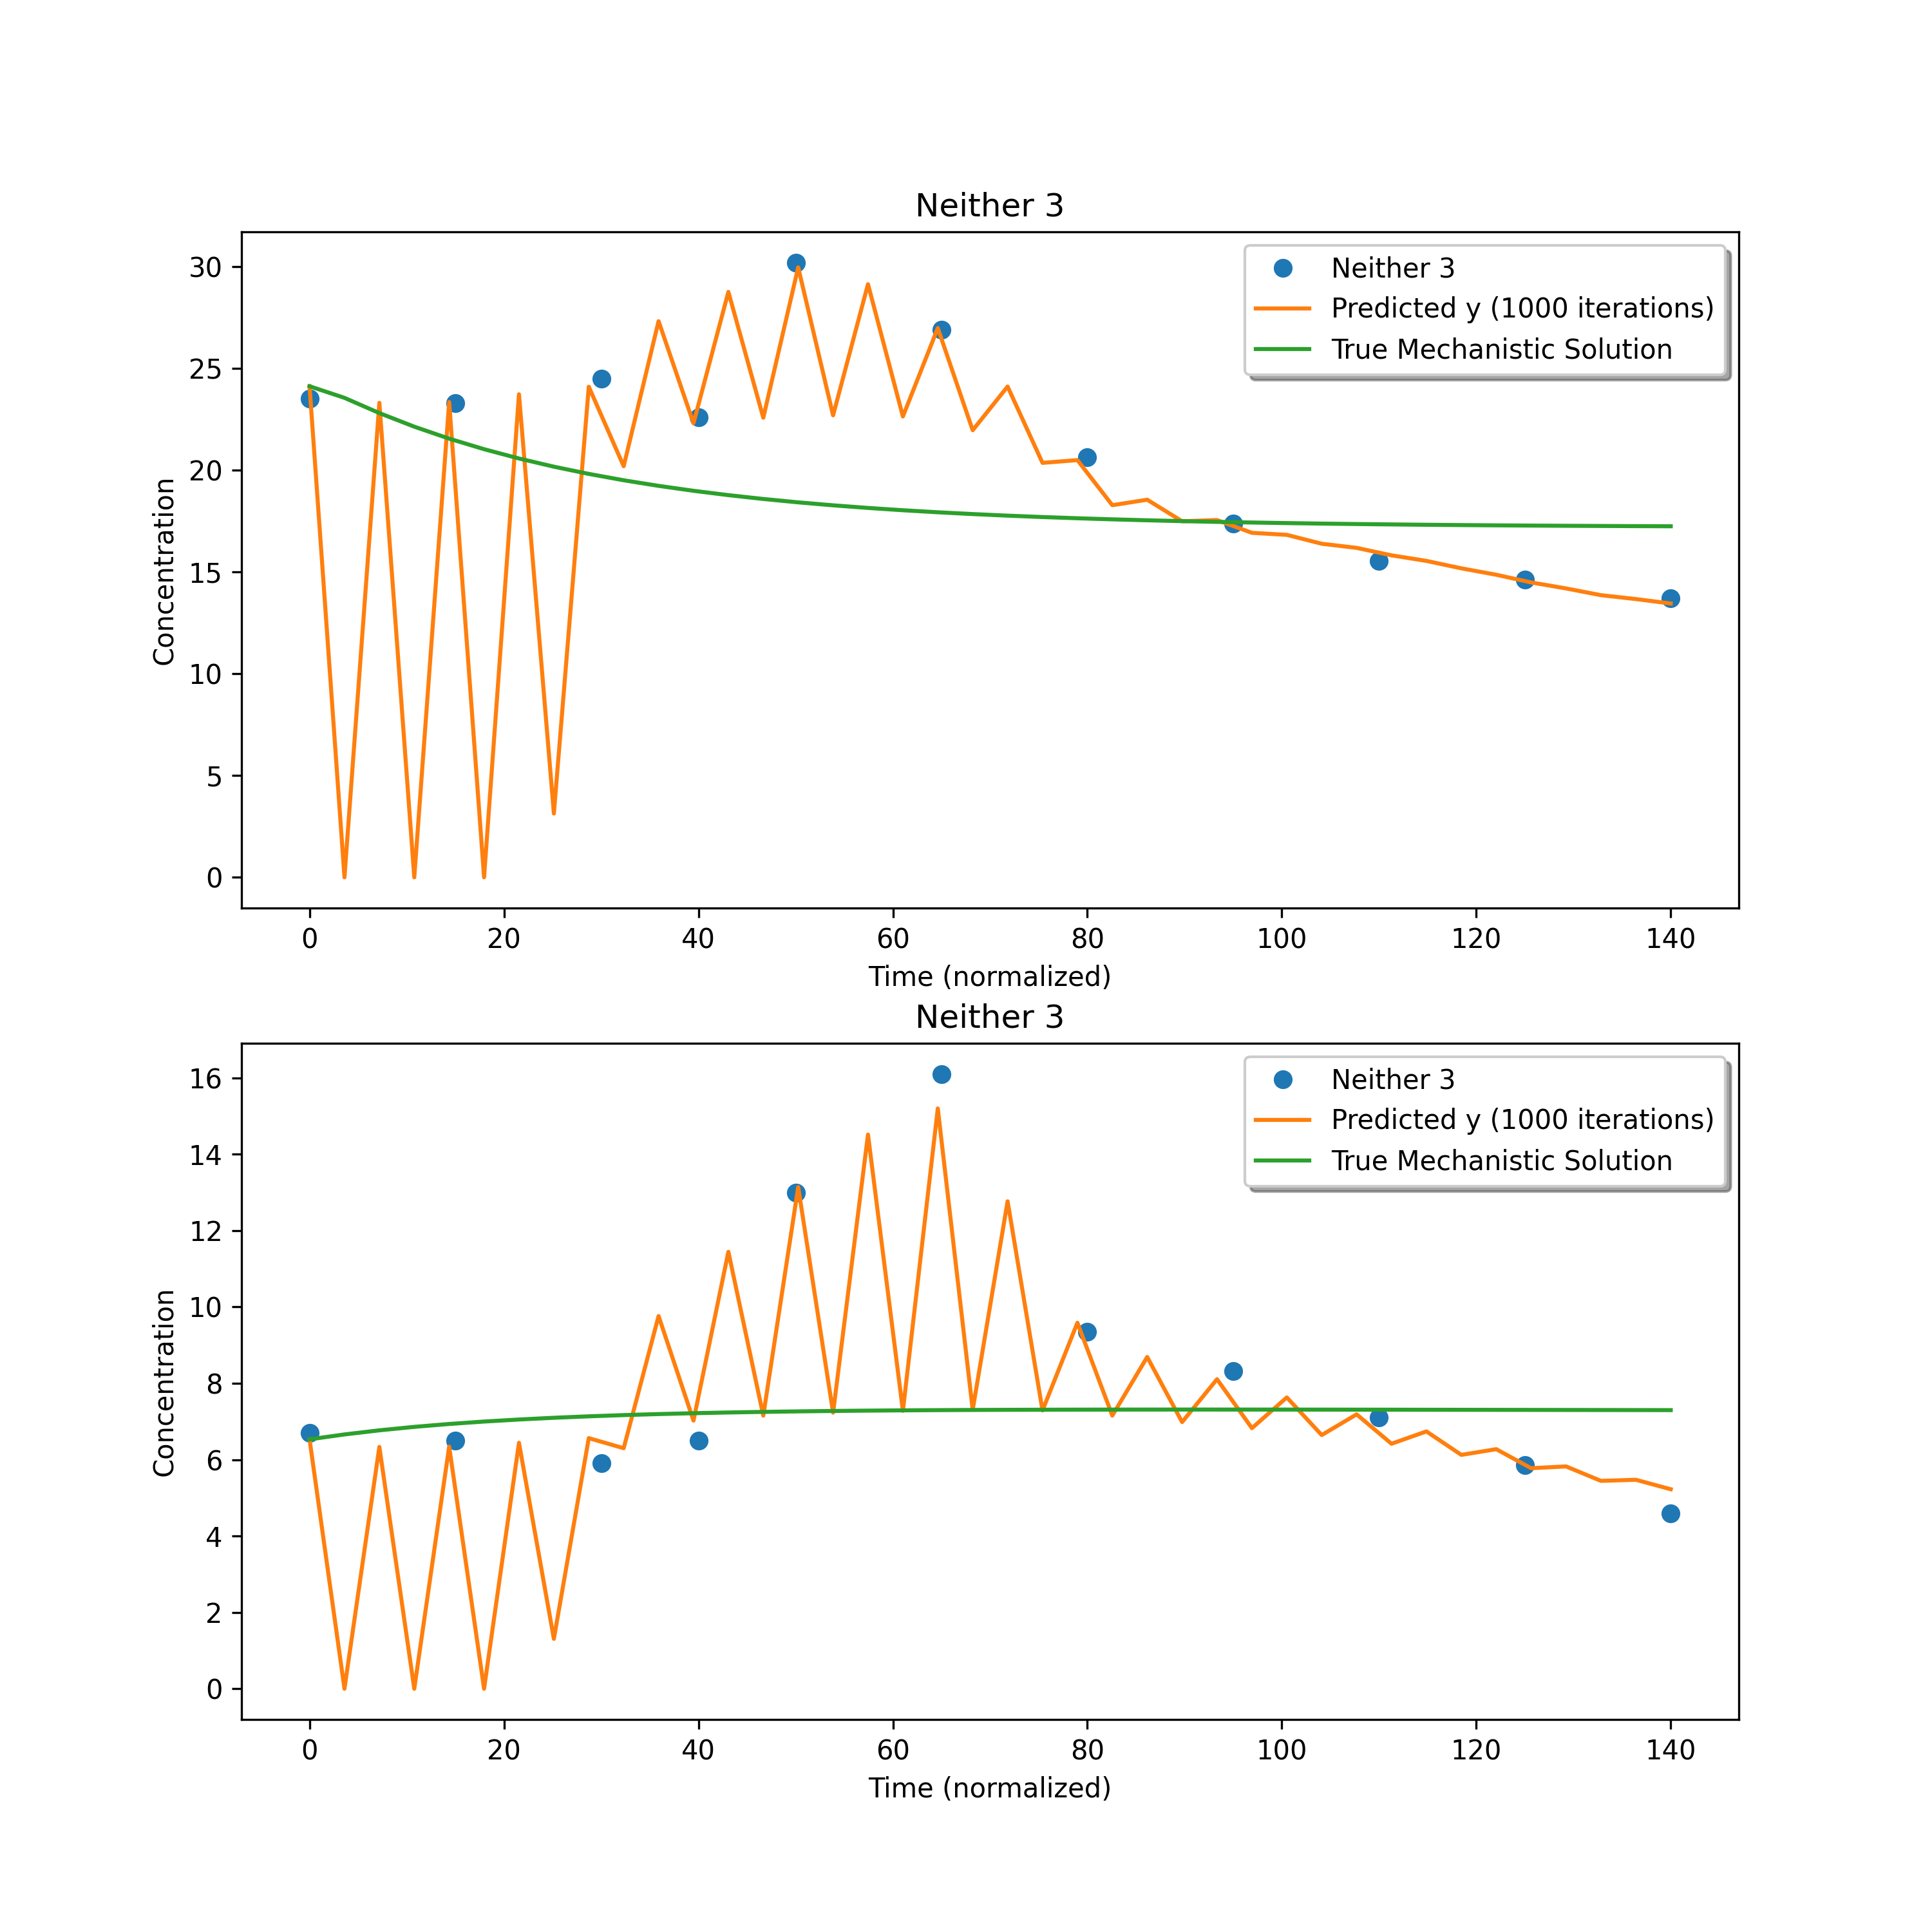 Neither 3
30
25
20
15
10
5
0
Concentration
Neither 3
Predicted y (1000 iterations)
True Mechanistic Solution
0 20 40 60 80 100 120 140
Time (normalized)
Neither 3
16
14
12
10
8
6
4
2
0
Concentration
Neither 3
Predicted y (1000 iterations)
True Mechanistic Solution
0 20 40 60 80 100 120 140
Time (normalized)